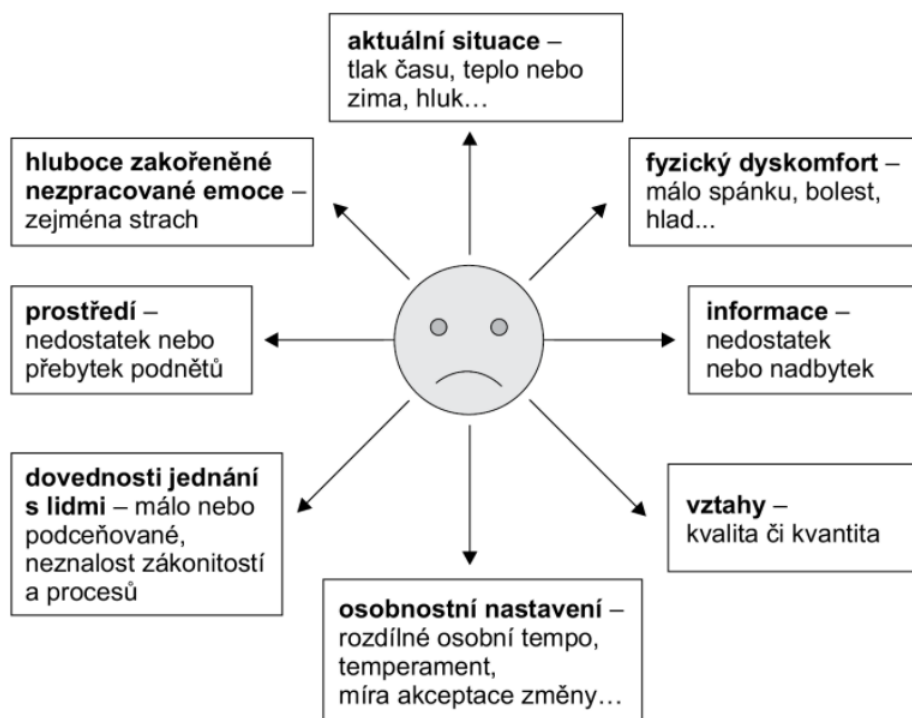 aktuální situace –
tlak času, teplo nebo
zima, hluk…
hluboce zakořeněné
nezpracované emoce –
zejména strach
fyzický dyskomfort –
málo spánku, bolest,
hlad...
prostředí –
nedostatek nebo
přebytek podnětů
informace –
nedostatek
nebo nadbytek
dovednosti jednání
s lidmi – málo nebo
podceňované,
neznalost zákonitostí
a procesů
vztahy –
kvalita či kvantita
osobnostní nastavení –
rozdílné osobní tempo,
temperament,
míra akceptace změny…